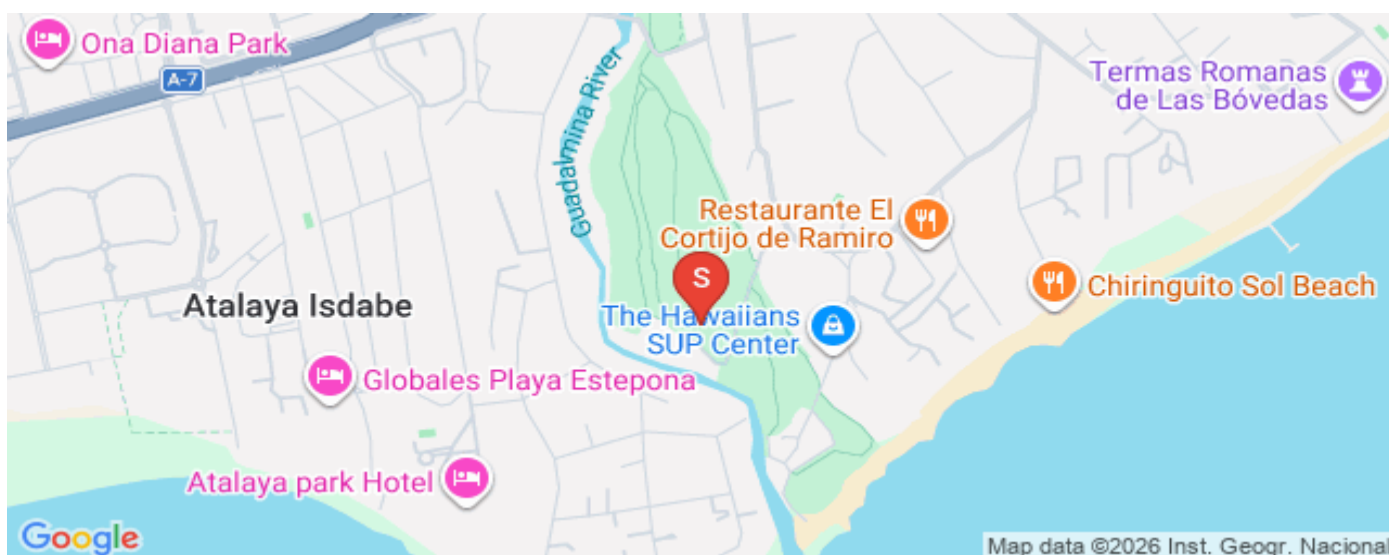 Ona Diana Park
A-7
Guadalmina River
Termas Romanas
de Las Bóvedas
Restaurante El
Cortijo de Ramiro
S
Chiringuito Sol Beach
Atalaya Isdabe
The Hawaiians
SUP Center
Globales Playa Estepona
Atalaya park Hotel
Google
Map data ©2026 Inst. Geogr. Nacional